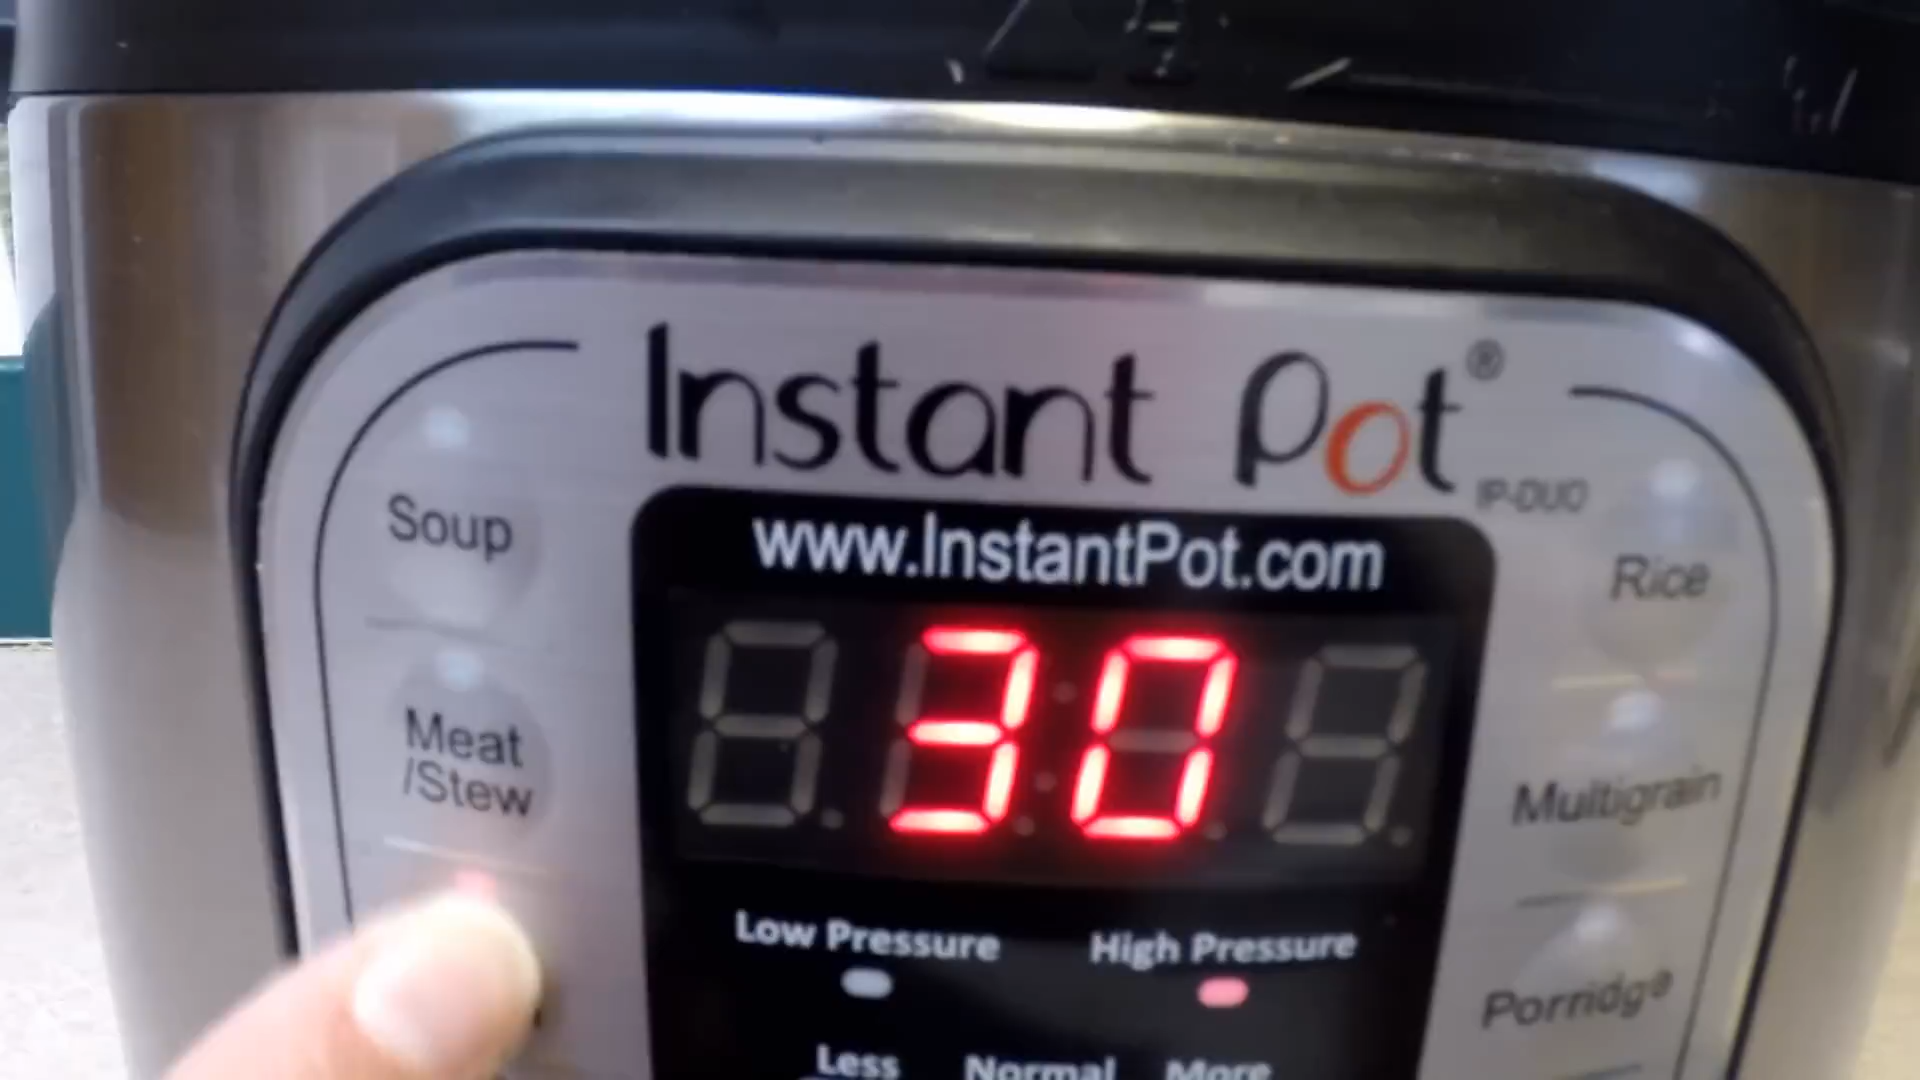 Instant Pot®
IP-DUO
www.InstantPot.com
30
Soup
Meat
/Stew
Rice
Multigrain
Porridge
Low Pressure
High Pressure
Less
Normal
More